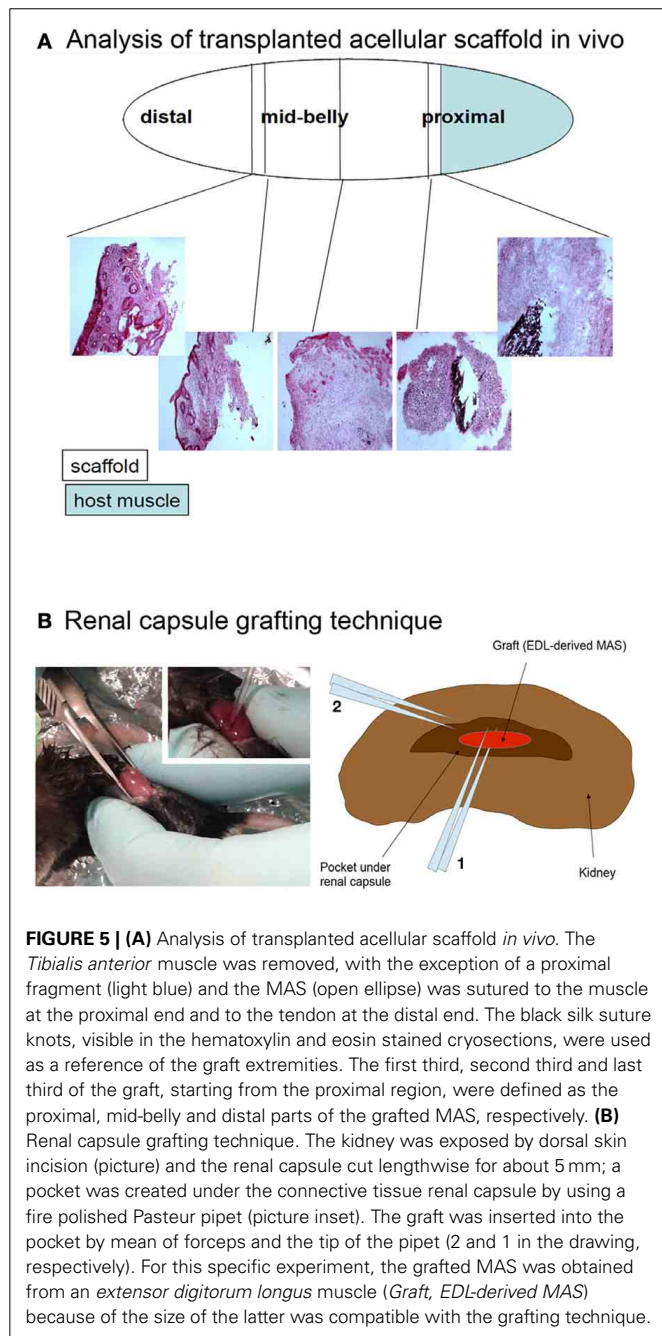 A Analysis of transplanted acellular scaffold in vivo
distal
mid-belly
proximal
scaffold
host muscle
B Renal capsule grafting technique
Graft (EDL-derived MAS)
2
1
Pocket under
renal capsule
Kidney
FIGURE 5 | (A) Analysis of transplanted acellular scaffold in vivo. The
Tibialis anterior muscle was removed, with the exception of a proximal
fragment (light blue) and the MAS (open ellipse) was sutured to the muscle
at the proximal end and to the tendon at the distal end. The black silk suture
knots, visible in the hematoxylin and eosin stained cryosections, were used
as a reference of the graft extremities. The first third, second third and last
third of the graft, starting from the proximal region, were defined as the
proximal, mid-belly and distal parts of the grafted MAS, respectively. (B)
Renal capsule grafting technique. The kidney was exposed by dorsal skin
incision (picture) and the renal capsule cut lengthwise for about 5 mm; a
pocket was created under the connective tissue renal capsule by using a
fire polished Pasteur pipet (picture inset). The graft was inserted into the
pocket by mean of forceps and the tip of the pipet (2 and 1 in the drawing,
respectively). For this specific experiment, the grafted MAS was obtained
from an extensor digitorum longus muscle (Graft, EDL-derived MAS)
because of the size of the latter was compatible with the grafting technique.